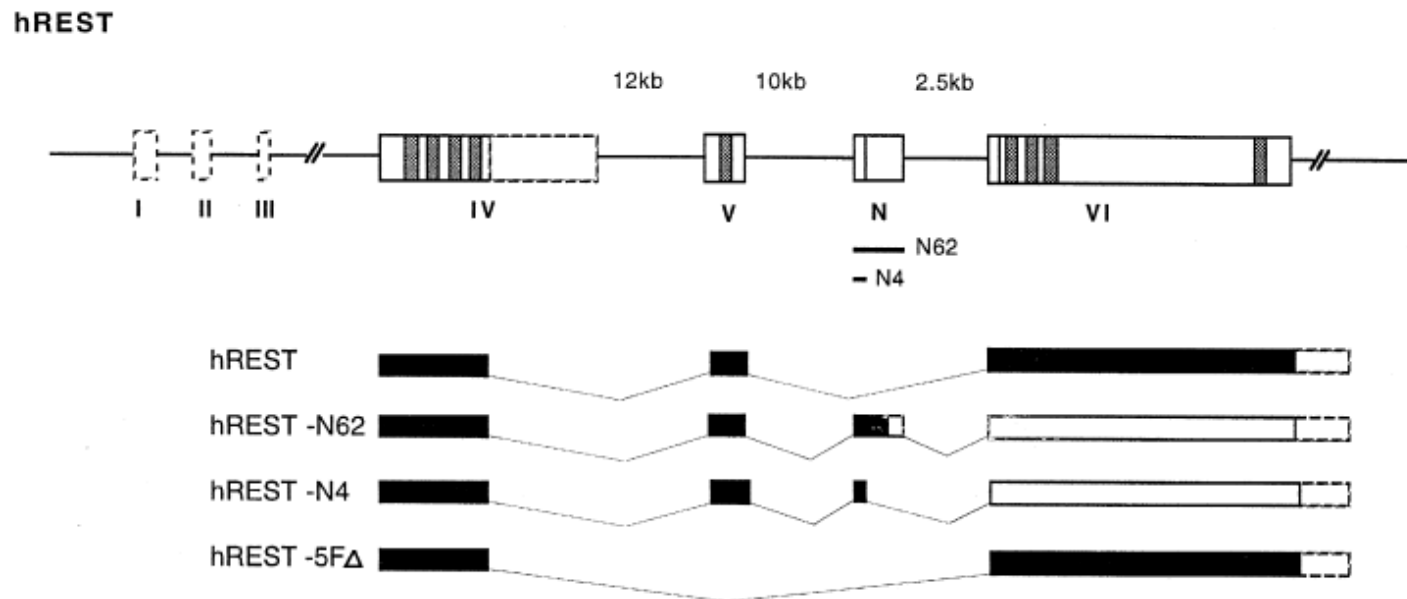 hREST
12kb 10kb 2.5kb
I II III IV V N VI
N62
N4
hREST
hREST -N62
hREST -N4
hREST -5FΔ